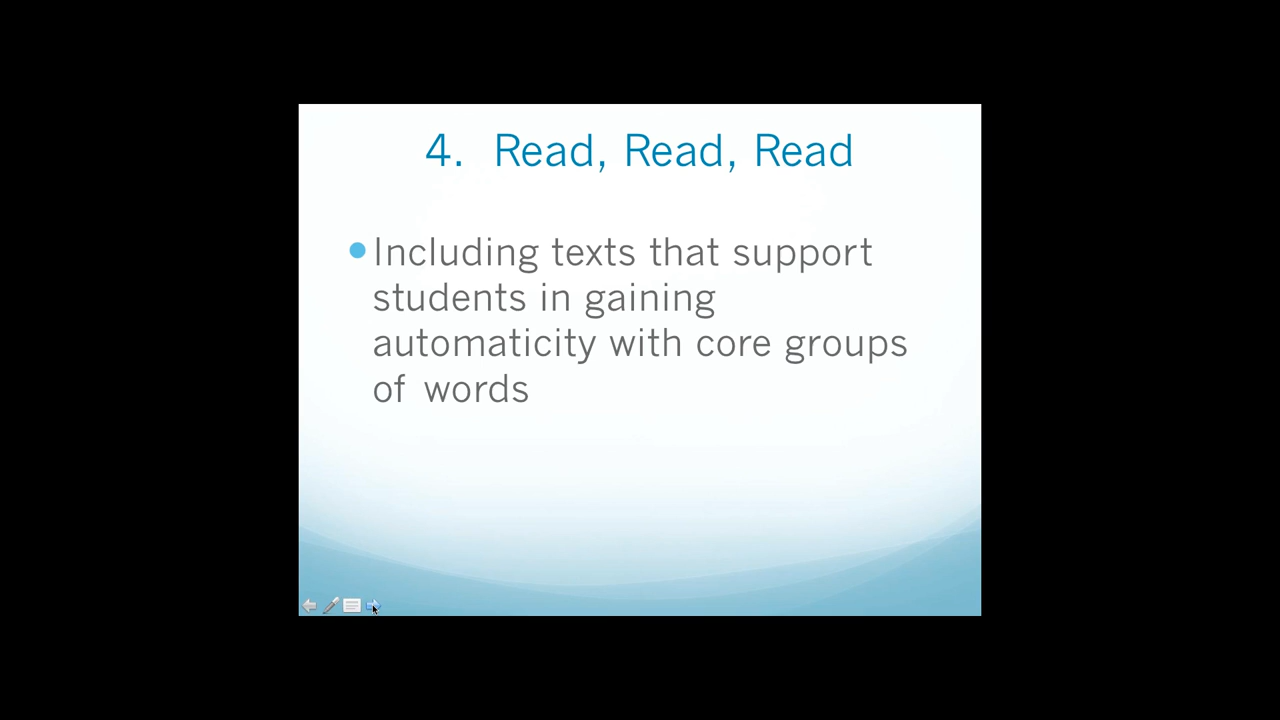 4. Read, Read, Read
Including texts that support
students in gaining
automaticity with core groups
of words